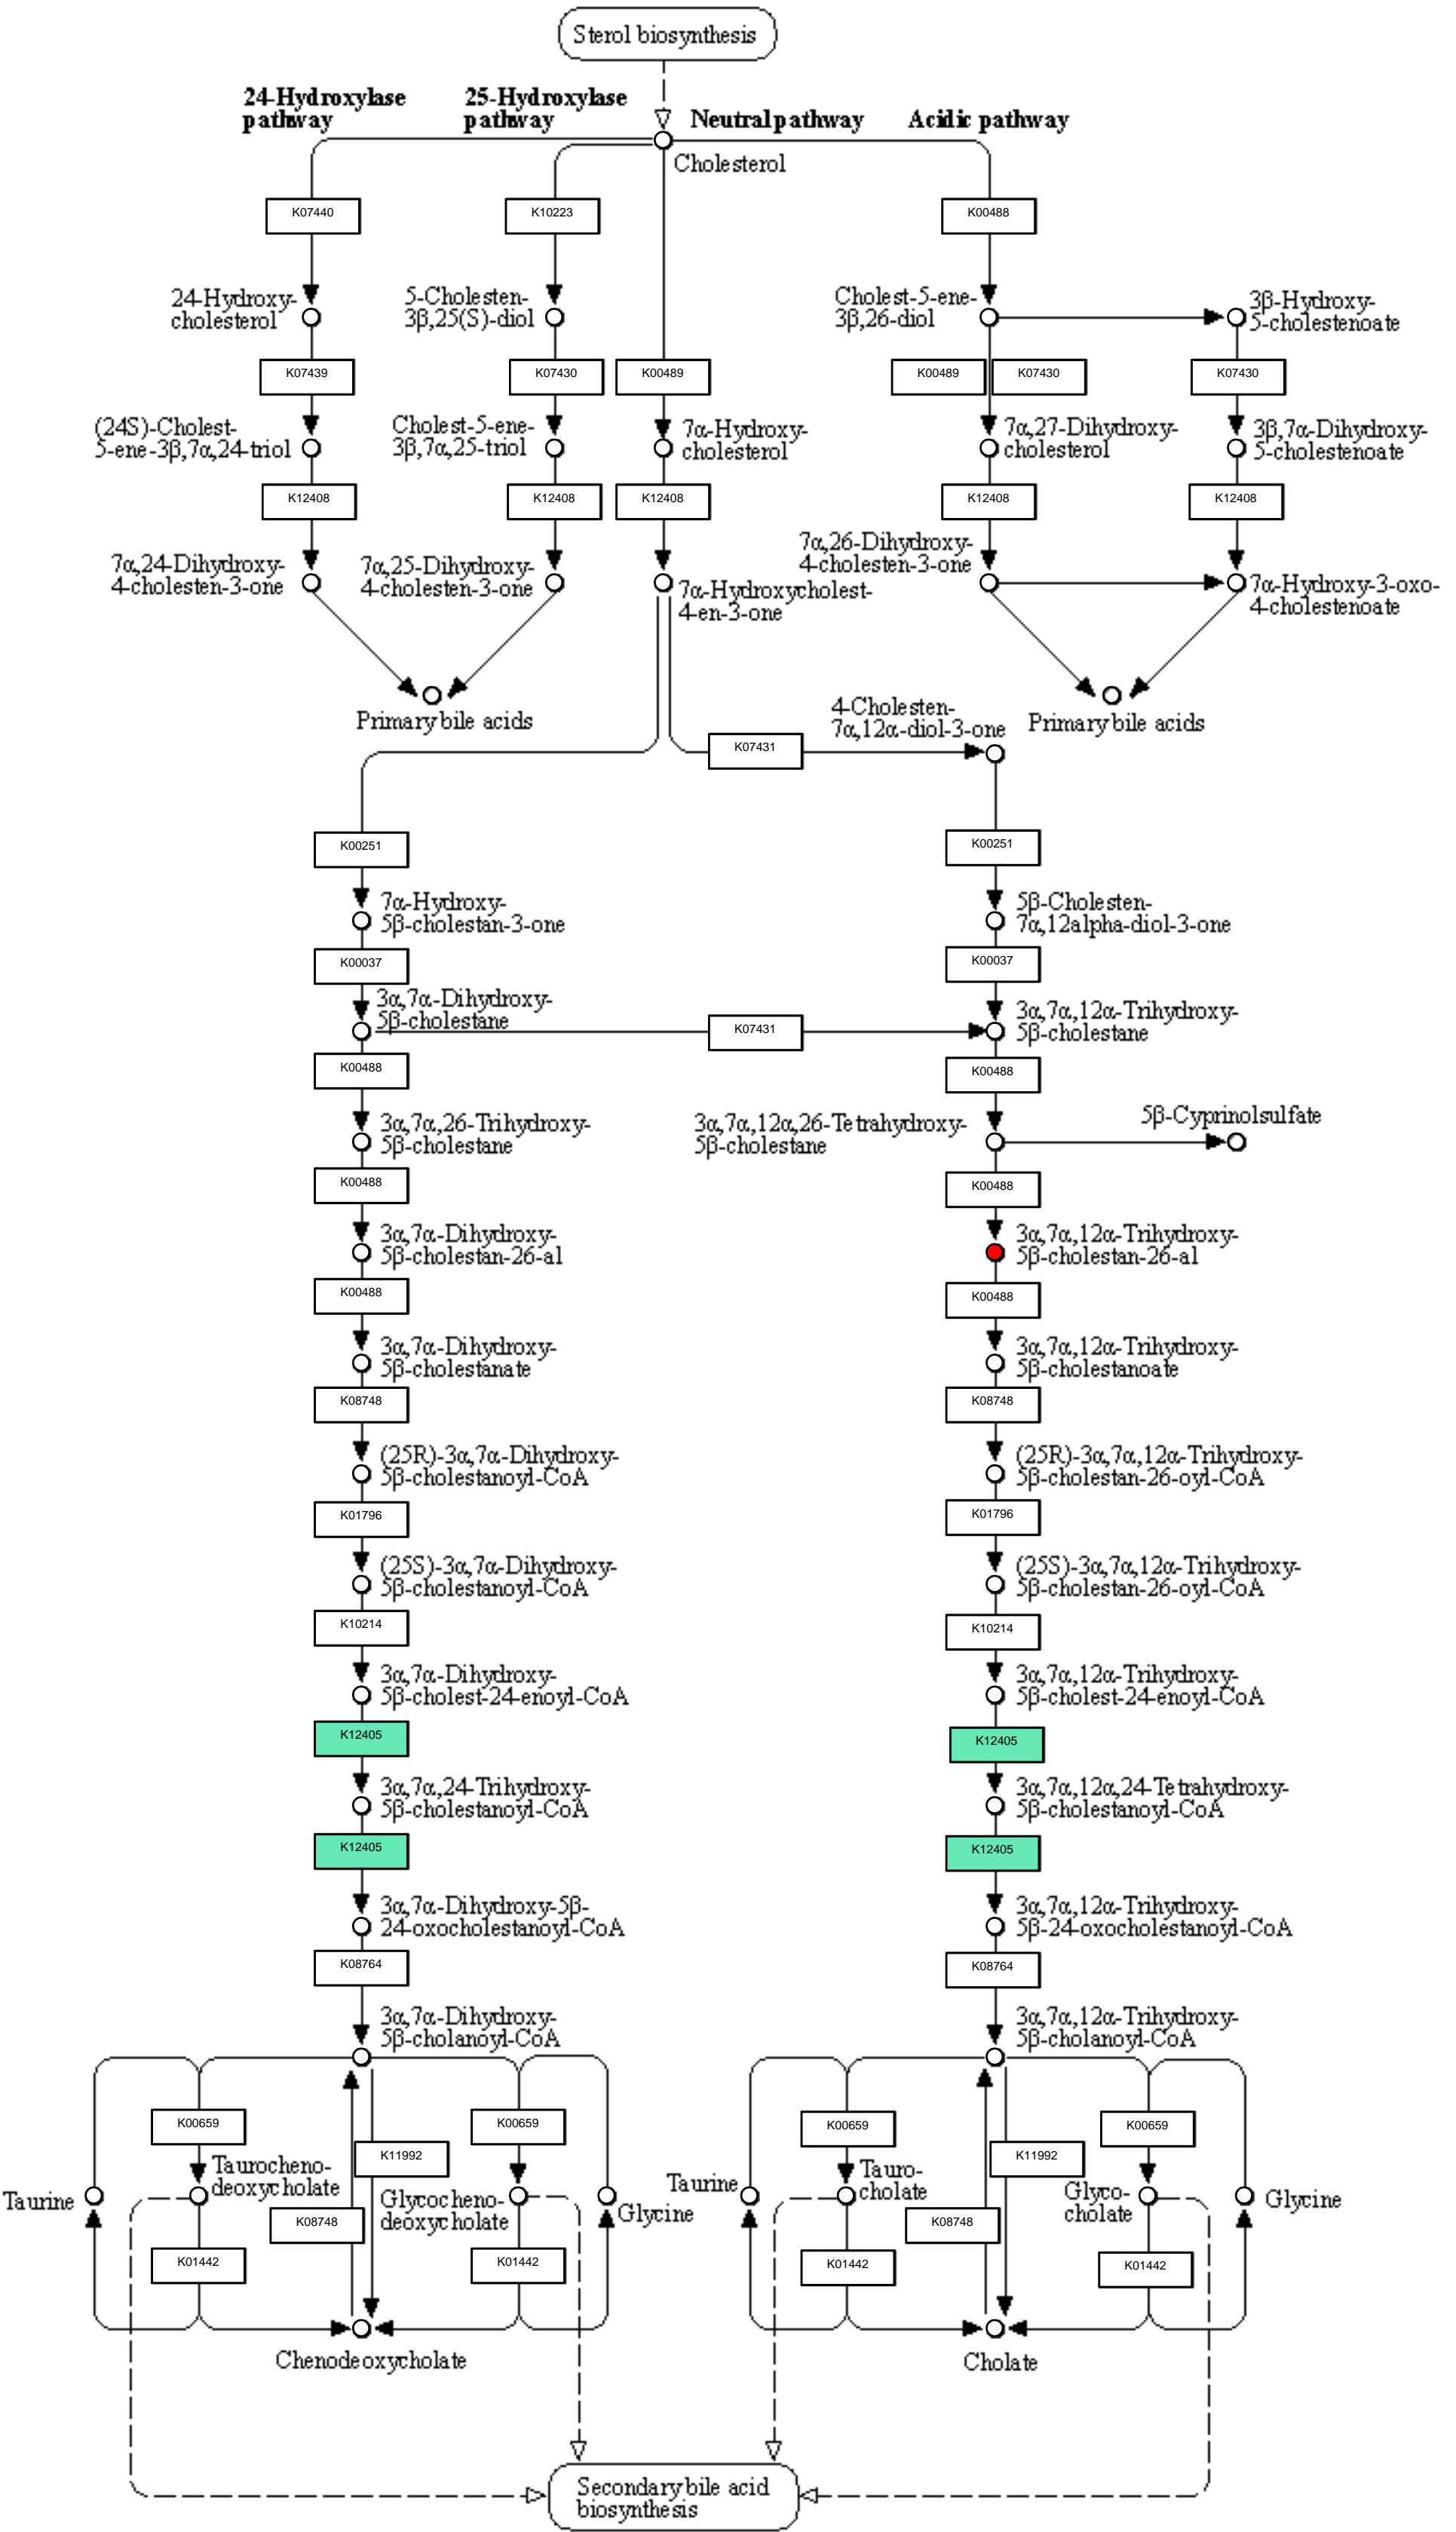 Sterol biosynthesis
24-Hydroxylase
pathway
25-Hydroxylase
pathway
Neutral pathway
Acidic pathway
Cholesterol
K07440
K10223
K00488
24-Hydroxy-
cholesterol
5-Cholesten-
3β,25(S)-diol
Cholest-5-ene-
3β,26-diol
3β-Hydroxy-
5-cholestenoate
K07439
K07430
K00489
K00489
K07430
K07430
(24S)-Cholest-
5-ene-3β,7α,24-triol
Cholest-5-ene-
3β,7α,25-triol
7α-Hydroxy-
cholesterol
7α,27-Dihydroxy-
cholesterol
3β,7α-Dihydroxy-
5-cholestenoate
K12408
K12408
K12408
K12408
K12408
7α,24-Dihydroxy-
4-cholesten-3-one
7α,25-Dihydroxy-
4-cholesten-3-one
7α-Hydroxycholest-
4-en-3-one
7α,26-Dihydroxy-
4-cholesten-3-one
7α-Hydroxy-3-oxo-
4-cholestenoate
Primary bile acids
4-Cholesten-
7α,12α-diol-3-one
Primary bile acids
K07431
K00251
K00251
7α-Hydroxy-
5β-cholestan-3-one
5β-Cholesten-
7α,12alpha-diol-3-one
K00037
K00037
3α,7α-Dihydroxy-
5β-cholestane
K07431
3α,7α,12α-Trihydroxy-
5β-cholestane
K00488
K00488
3α,7α,26-Trihydroxy-
5β-cholestane
3α,7α,12α,26-Tetrahydroxy-
5β-cholestane
5β-Cyprinolsulfate
K00488
K00488
3α,7α-Dihydroxy-
5β-cholestan-26-al
3α,7α,12α-Trihydroxy-
5β-cholestan-26-al
K00488
K00488
3α,7α-Dihydroxy-
5β-cholestanate
3α,7α,12α-Trihydroxy-
5β-cholestanoate
K08748
K08748
(25R)-3α,7α-Dihydroxy-
5β-cholestanoyl-CoA
(25R)-3α,7α,12α-Trihydroxy-
5β-cholestan-26-oyl-CoA
K01796
K01796
(25S)-3α,7α-Dihydroxy-
5β-cholestanoyl-CoA
(25S)-3α,7α,12α-Trihydroxy-
5β-cholestan-26-oyl-CoA
K10214
K10214
3α,7α-Dihydroxy-
5β-cholest-24-enoyl-CoA
3α,7α,12α-Trihydroxy-
5β-cholest-24-enoyl-CoA
K12405
K12405
3α,7α,24-Trihydroxy-
5β-cholestanoyl-CoA
3α,7α,12α,24-Tetrahydroxy-
5β-cholestanoyl-CoA
K12405
K12405
3α,7α-Dihydroxy-5β-
24-oxocholestanoyl-CoA
3α,7α,12α-Trihydroxy-
5β-24-oxocholestanoyl-CoA
K08764
K08764
3α,7α-Dihydroxy-
5β-cholanoyl-CoA
3α,7α,12α-Trihydroxy-
5β-cholanoyl-CoA
K00659
K11992
K00659
K00659
K11992
K00659
Taurine
Taurocheno-
deoxycholate
Glycocheno-
deoxycholate
Glycine
Taurine
Tauro-
cholate
Glyco-
cholate
Glycine
K08748
K08748
K01442
K01442
K01442
K01442
Chenodeoxycholate
Cholate
Secondary bile acid
biosynthesis